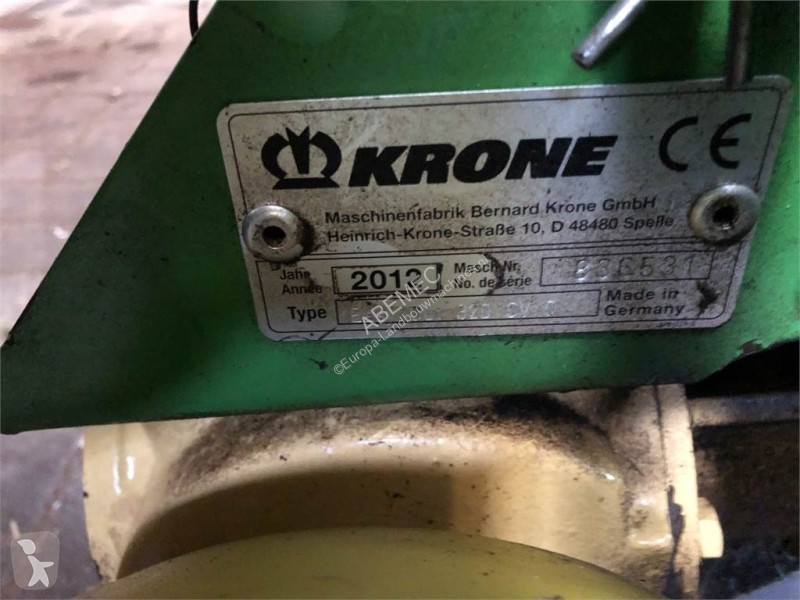 KRONE CE
Maschinenfabrik Bernard Krone GmbH
Heinrich-Krone-Straße 10, D 48480 Spelle
Jahr
Année
2012
Masch.Nr.
No. de série
Type
Made in
Germany
ABEMEC
©Europa-Landbouwmachines.nl